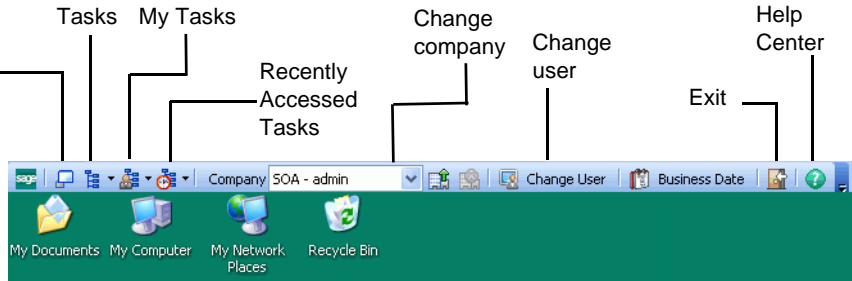 Tasks My Tasks
Change
company
Change
user
Help
Center
Recently
Accessed
Tasks
Exit
sage Company SOA - admin Change User Business Date
My Documents My Computer My Network
Places Recycle Bin